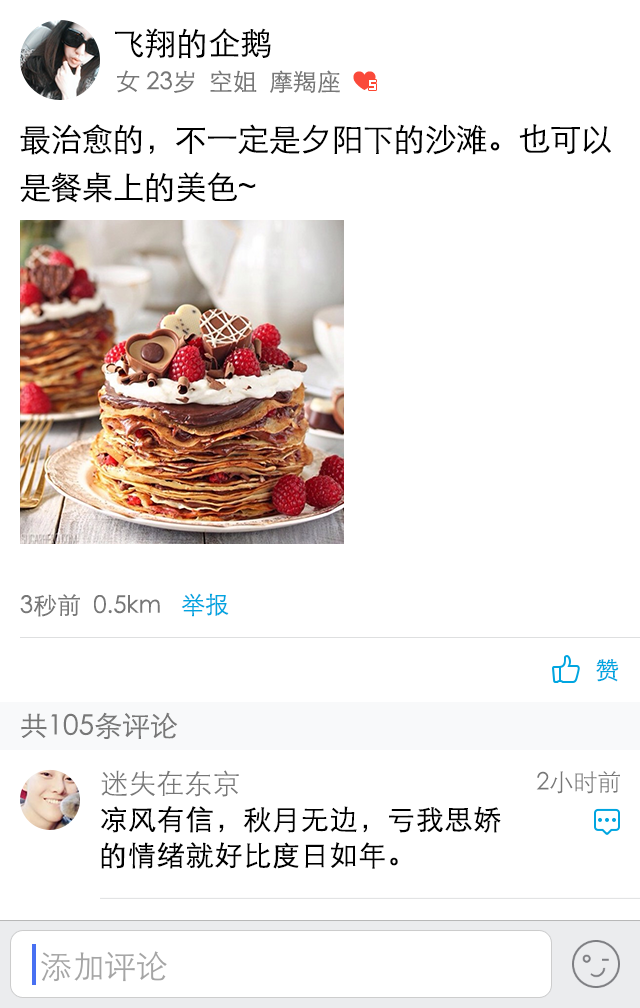 飞翔的企鹅
女 23岁 空姐 摩羯座 5
最治愈的，不一定是夕阳下的沙滩。也可以
是餐桌上的美色~
3秒前 0.5km 举报
赞
共105条评论
迷失在东京 2小时前
凉风有信，秋月无边，亏我思娇
的情绪就好比度日如年。
添加评论